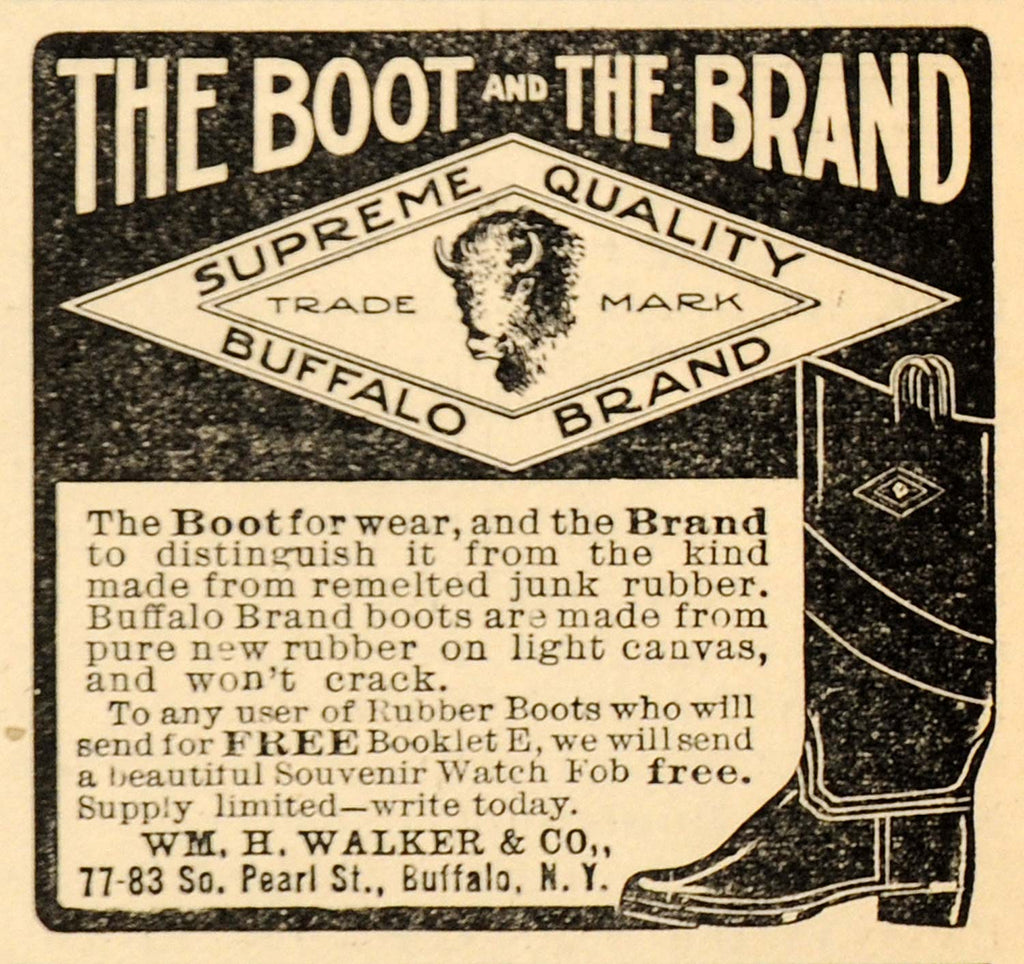 THE BOOT AND THE BRAND
SUPREME QUALITY
TRADE MARK
BUFFALO BRAND
The Boot for wear, and the Brand
to distinguish it from the kind
made from remelted junk rubber.
Buffalo Brand boots are made from
pure new rubber on light canvas,
and won't crack.
To any user of Rubber Boots who will
send for FREE Booklet E, we will send
a beautiful Souvenir Watch Fob free.
Supply limited—write today.
WM. H. WALKER & CO.,
77-83 So. Pearl St., Buffalo, N. Y.